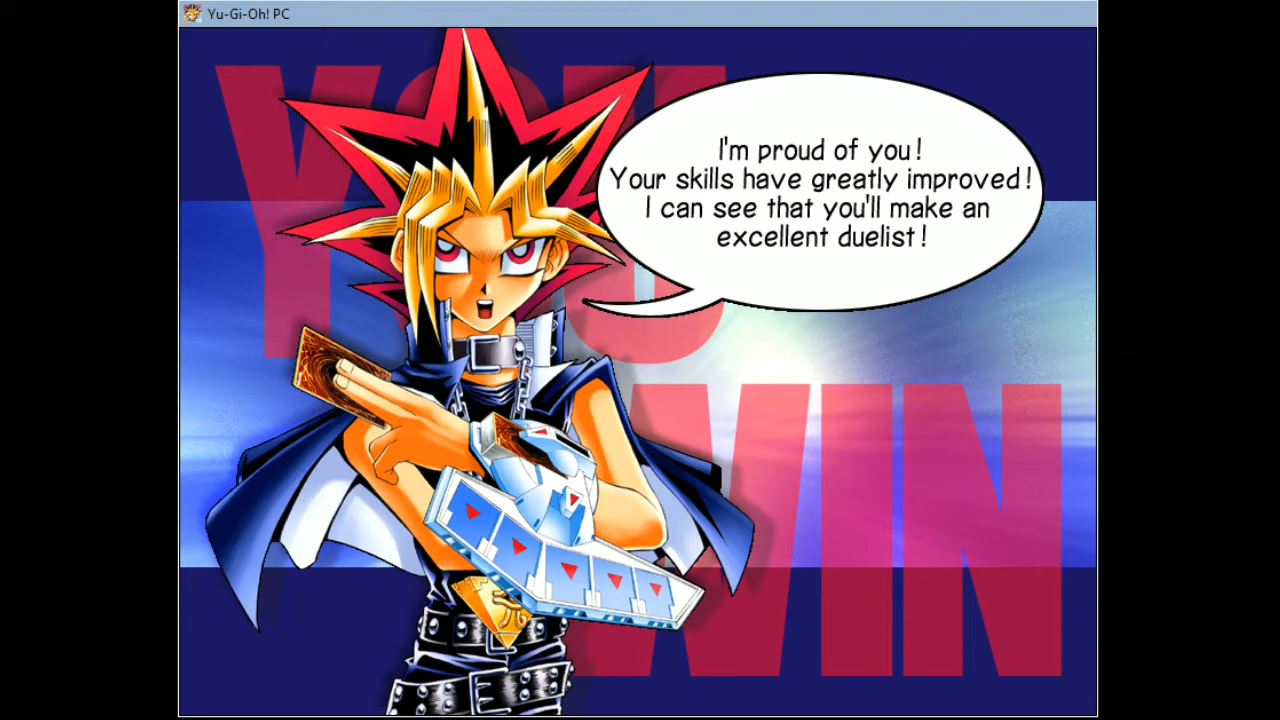 Yu-Gi-Oh! PC
YOU
I'm proud of you!
Your skills have greatly improved!
I can see that you'll make an
excellent duelist!
WIN